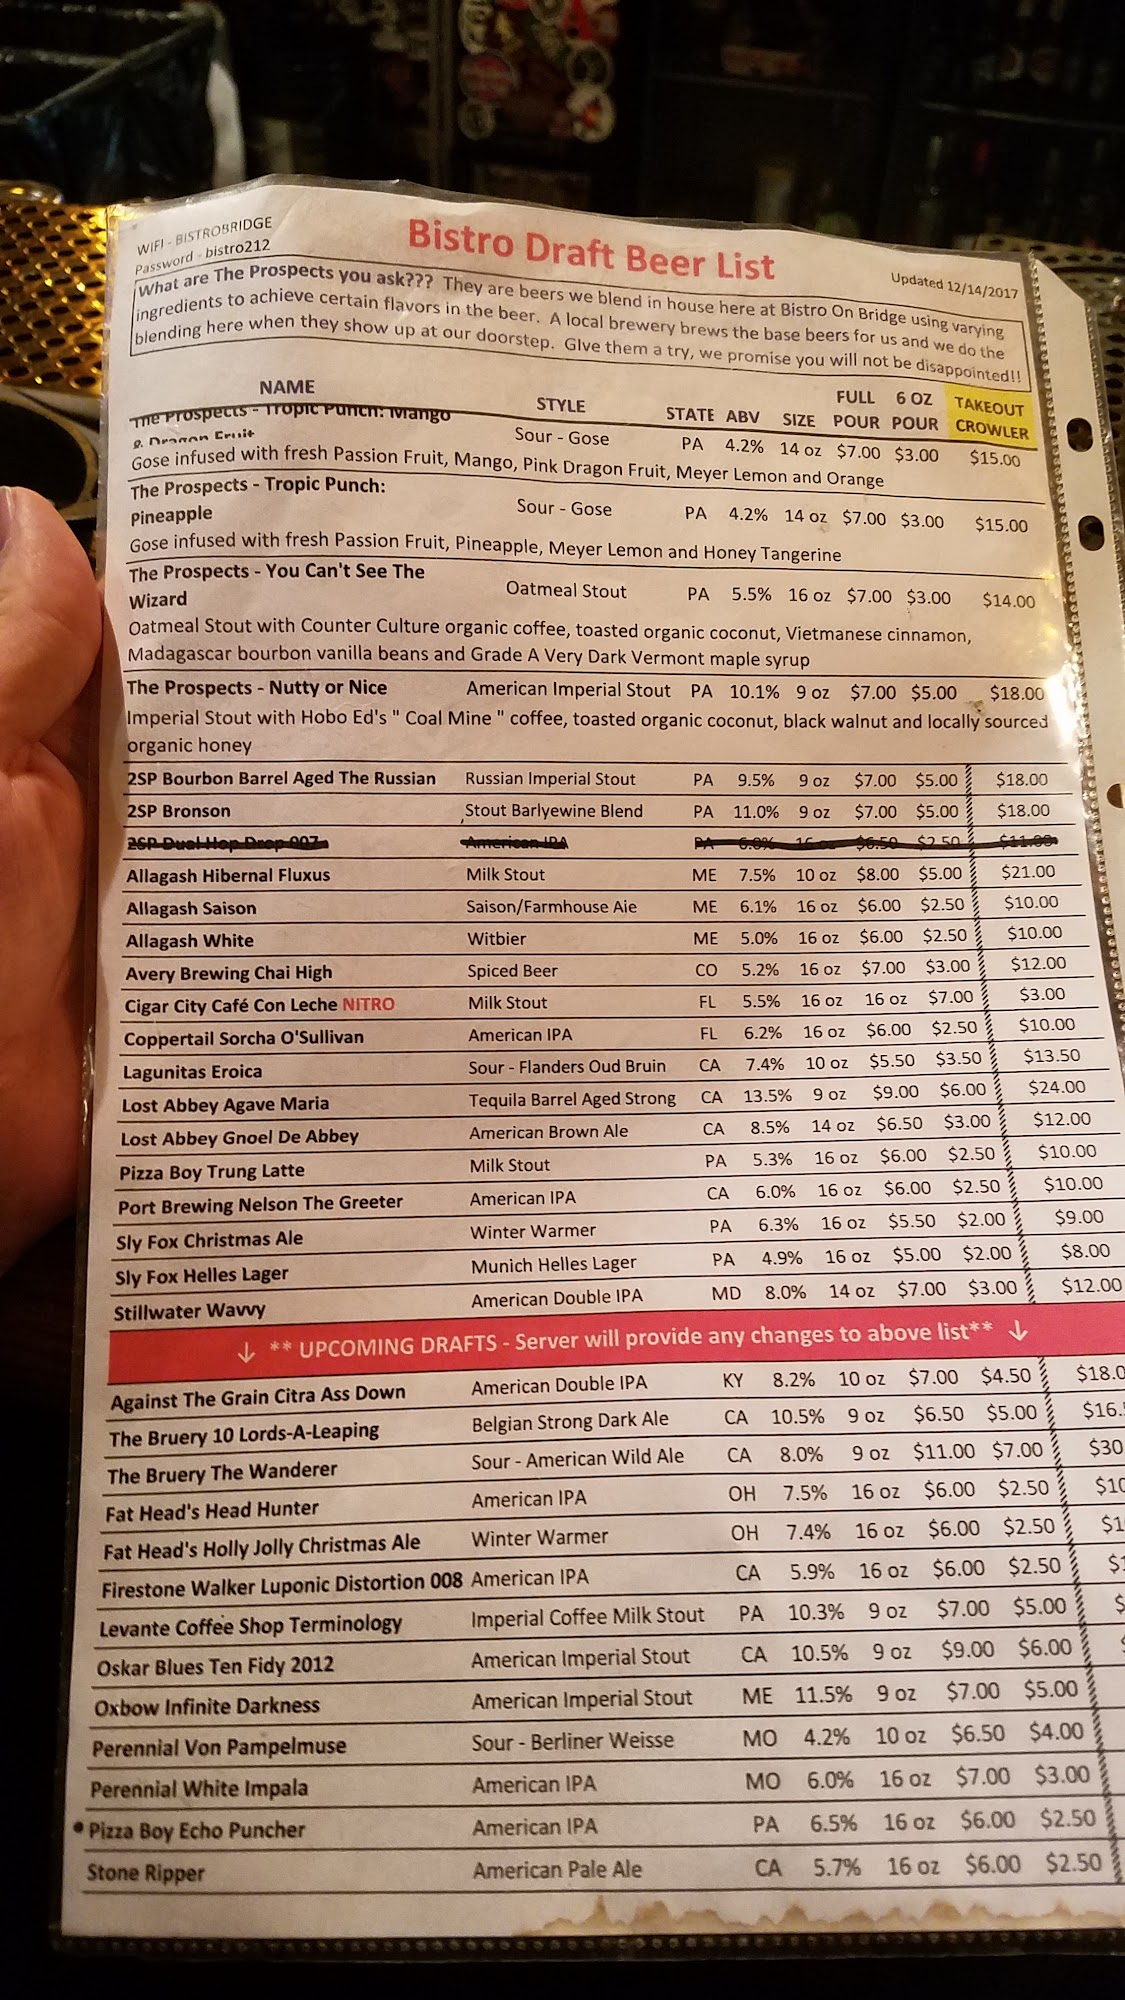 WIFI - BISTROBRIDGE
Password - bistro212
Bistro Draft Beer List
Updated 12/14/2017
What are The Prospects you ask??? They are beers we blend in house here at Bistro On Bridge using varying
ingredients to achieve certain flavors in the beer. A local brewery brews the base beers for us and we do the
blending here when they show up at our doorstep. GIve them a try, we promise you will not be disappointed!!
NAME STYLE STATE ABV SIZE FULL POUR 6 OZ POUR TAKEOUT CROWLER
The Prospects - Tropic Punch: Mango
& Dragon Fruit Sour - Gose PA 4.2% 14 oz $7.00 $3.00 $15.00
Gose infused with fresh Passion Fruit, Mango, Pink Dragon Fruit, Meyer Lemon and Orange
The Prospects - Tropic Punch:
Pineapple Sour - Gose PA 4.2% 14 oz $7.00 $3.00 $15.00
Gose infused with fresh Passion Fruit, Pineapple, Meyer Lemon and Honey Tangerine
The Prospects - You Can't See The
Wizard Oatmeal Stout PA 5.5% 16 oz $7.00 $3.00 $14.00
Oatmeal Stout with Counter Culture organic coffee, toasted organic coconut, Vietmanese cinnamon,
Madagascar bourbon vanilla beans and Grade A Very Dark Vermont maple syrup
The Prospects - Nutty or Nice American Imperial Stout PA 10.1% 9 oz $7.00 $5.00 $18.00
Imperial Stout with Hobo Ed's " Coal Mine " coffee, toasted organic coconut, black walnut and locally sourced
organic honey
2SP Bourbon Barrel Aged The Russian Russian Imperial Stout PA 9.5% 9 oz $7.00 $5.00 $18.00
2SP Bronson Stout Barlyewine Blend PA 11.0% 9 oz $7.00 $5.00 $18.00
2SP Dual Hop Drop 007 American IPA PA 6.0% 16 oz $6.50 $2.50 $11.00
Allagash Hibernal Fluxus Milk Stout ME 7.5% 10 oz $8.00 $5.00 $21.00
Allagash Saison Saison/Farmhouse Ale ME 6.1% 16 oz $6.00 $2.50 $10.00
Allagash White Witbier ME 5.0% 16 oz $6.00 $2.50 $10.00
Avery Brewing Chai High Spiced Beer CO 5.2% 16 oz $7.00 $3.00 $12.00
Cigar City Café Con Leche NITRO Milk Stout FL 5.5% 16 oz 16 oz $7.00 $3.00
Coppertail Sorcha O'Sullivan American IPA FL 6.2% 16 oz $6.00 $2.50 $10.00
Lagunitas Eroica Sour - Flanders Oud Bruin CA 7.4% 10 oz $5.50 $3.50 $13.50
Lost Abbey Agave Maria Tequila Barrel Aged Strong CA 13.5% 9 oz $9.00 $6.00 $24.00
Lost Abbey Gnoel De Abbey American Brown Ale CA 8.5% 14 oz $6.50 $3.00 $12.00
Pizza Boy Trung Latte Milk Stout PA 5.3% 16 oz $6.00 $2.50 $10.00
Port Brewing Nelson The Greeter American IPA CA 6.0% 16 oz $6.00 $2.50 $10.00
Sly Fox Christmas Ale Winter Warmer PA 6.3% 16 oz $5.50 $2.00 $9.00
Sly Fox Helles Lager Munich Helles Lager PA 4.9% 16 oz $5.00 $2.00 $8.00
Stillwater Wavvy American Double IPA MD 8.0% 14 oz $7.00 $3.00 $12.00
↓ ** UPCOMING DRAFTS - Server will provide any changes to above list** ↓
Against The Grain Citra Ass Down American Double IPA KY 8.2% 10 oz $7.00 $4.50 $18.0
The Bruery 10 Lords-A-Leaping Belgian Strong Dark Ale CA 10.5% 9 oz $6.50 $5.00 $16.
The Bruery The Wanderer Sour - American Wild Ale CA 8.0% 9 oz $11.00 $7.00 $30
Fat Head's Head Hunter American IPA OH 7.5% 16 oz $6.00 $2.50 $10
Fat Head's Holly Jolly Christmas Ale Winter Warmer OH 7.4% 16 oz $6.00 $2.50 $1
Firestone Walker Luponic Distortion 008 American IPA CA 5.9% 16 oz $6.00 $2.50 $1
Levante Coffee Shop Terminology Imperial Coffee Milk Stout PA 10.3% 9 oz $7.00 $5.00 $
Oskar Blues Ten Fidy 2012 American Imperial Stout CA 10.5% 9 oz $9.00 $6.00
Oxbow Infinite Darkness American Imperial Stout ME 11.5% 9 oz $7.00 $5.00
Perennial Von Pampelmuse Sour - Berliner Weisse MO 4.2% 10 oz $6.50 $4.00
Perennial White Impala American IPA MO 6.0% 16 oz $7.00 $3.00
• Pizza Boy Echo Puncher American IPA PA 6.5% 16 oz $6.00 $2.50
Stone Ripper American Pale Ale CA 5.7% 16 oz $6.00 $2.50